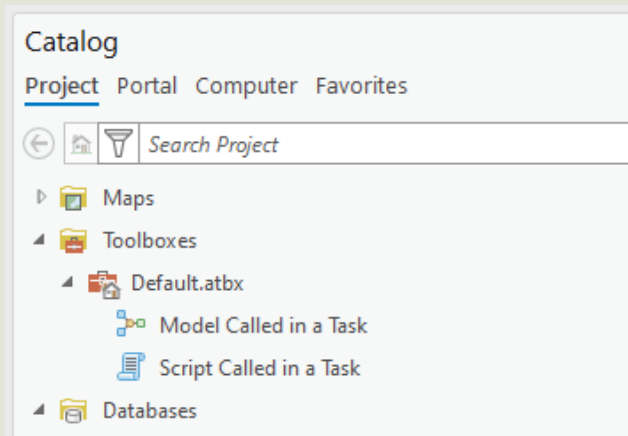 Catalog
Project Portal Computer Favorites
Search Project
Maps
Toolboxes
Default.atbx
Model Called in a Task
Script Called in a Task
Databases